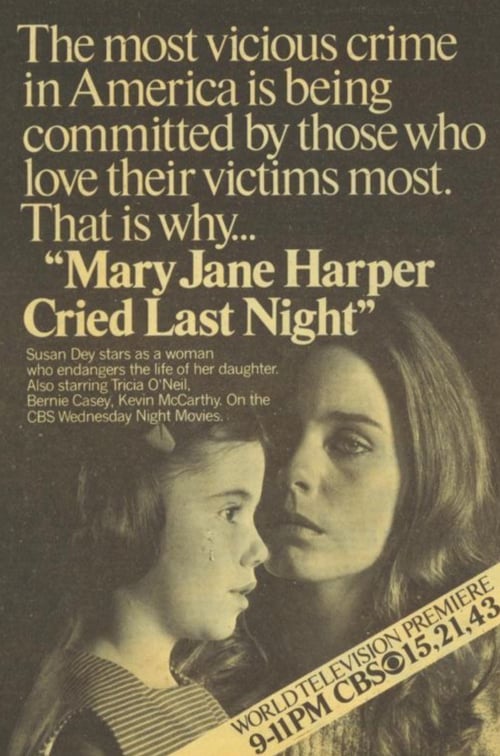 The most vicious crime
in America is being
committed by those who
love their victims most.
That is why...
“Mary Jane Harper
Cried Last Night”
Susan Dey stars as a woman
who endangers the life of her daughter.
Also starring Tricia O'Neil,
Bernie Casey, Kevin McCarthy. On the
CBS Wednesday Night Movies.
WORLD TELEVISION PREMIERE
9-11PM CBS 15,21,43